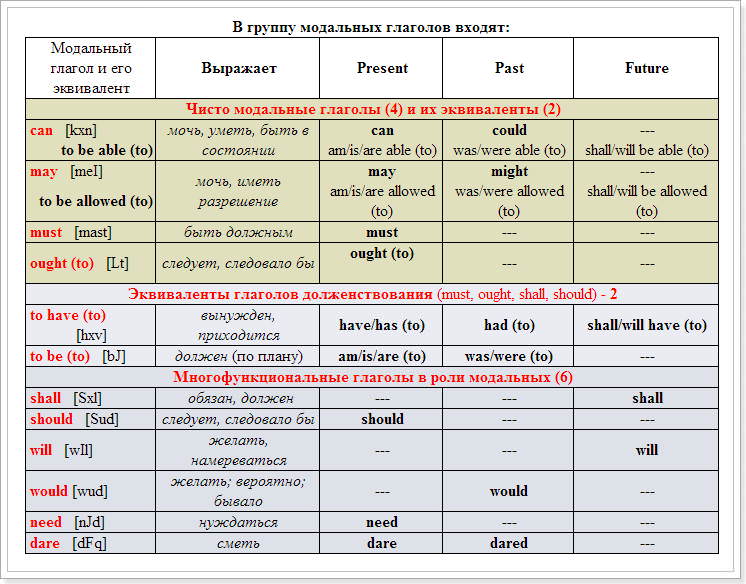 В группу модальных глаголов входят:
Модальный глагол и его эквивалент | Выражает | Present | Past | Future
Чисто модальные глаголы (4) и их эквиваленты (2)
can [kxn] to be able (to) | мочь, уметь, быть в состоянии | can am/is/are able (to) | could was/were able (to) | --- shall/will be able (to)
may [meI] to be allowed (to) | мочь, иметь разрешение | may am/is/are allowed (to) | might was/were allowed (to) | --- shall/will be allowed (to)
must [mast] | быть должным | must | --- | ---
ought (to) [Lt] | следует, следовало бы | ought (to) | --- | ---
Эквиваленты глаголов долженствования (must, ought, shall, should) - 2
to have (to) [hxv] | вынужден, приходится | have/has (to) | had (to) | shall/will have (to)
to be (to) [bJ] | должен (по плану) | am/is/are (to) | was/were (to) | ---
Многофункциональные глаголы в роли модальных (6)
shall [Sxl] | обязан, должен | --- | --- | shall
should [Sud] | следует, следовало бы | should | --- | ---
will [wIl] | желать, намереваться | --- | --- | will
would [wud] | желать; вероятно; бывало | --- | would | ---
need [nJd] | нуждаться | need | --- | ---
dare [dFq] | сметь | dare | dared | ---